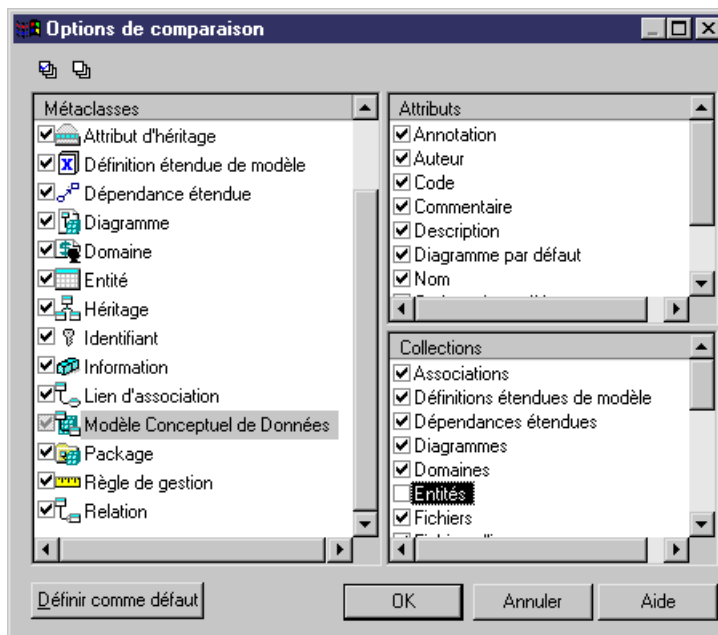 Options de comparaison
Métaclasses
Attribut d'héritage
Définition étendue de modèle
Dépendance étendue
Diagramme
Domaine
Entité
Héritage
Identifiant
Information
Lien d'association
Modèle Conceptuel de Données
Package
Règle de gestion
Relation
Attributs
Annotation
Auteur
Code
Commentaire
Description
Diagramme par défaut
Nom
Collections
Associations
Définitions étendues de modèle
Dépendances étendues
Diagrammes
Domaines
Entités
Fichiers
Définir comme défaut
OK
Annuler
Aide